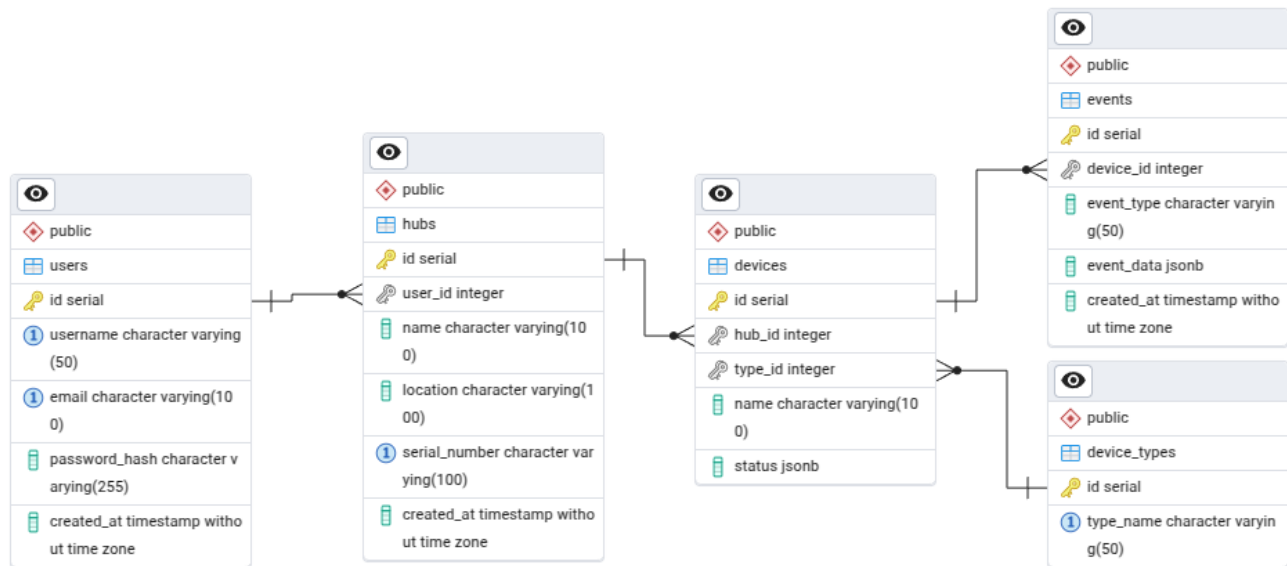 public
users
id serial
username character varying
(50)
email character varying(10
0)
password_hash character v
arying(255)
created_at timestamp witho
ut time zone
public
hubs
id serial
user_id integer
name character varying(10
0)
location character varying(1
00)
serial_number character var
ying(100)
created_at timestamp witho
ut time zone
public
devices
id serial
hub_id integer
type_id integer
name character varying(10
0)
status jsonb
public
events
id serial
device_id integer
event_type character varyin
g(50)
event_data jsonb
created_at timestamp witho
ut time zone
public
device_types
id serial
type_name character varyin
g(50)